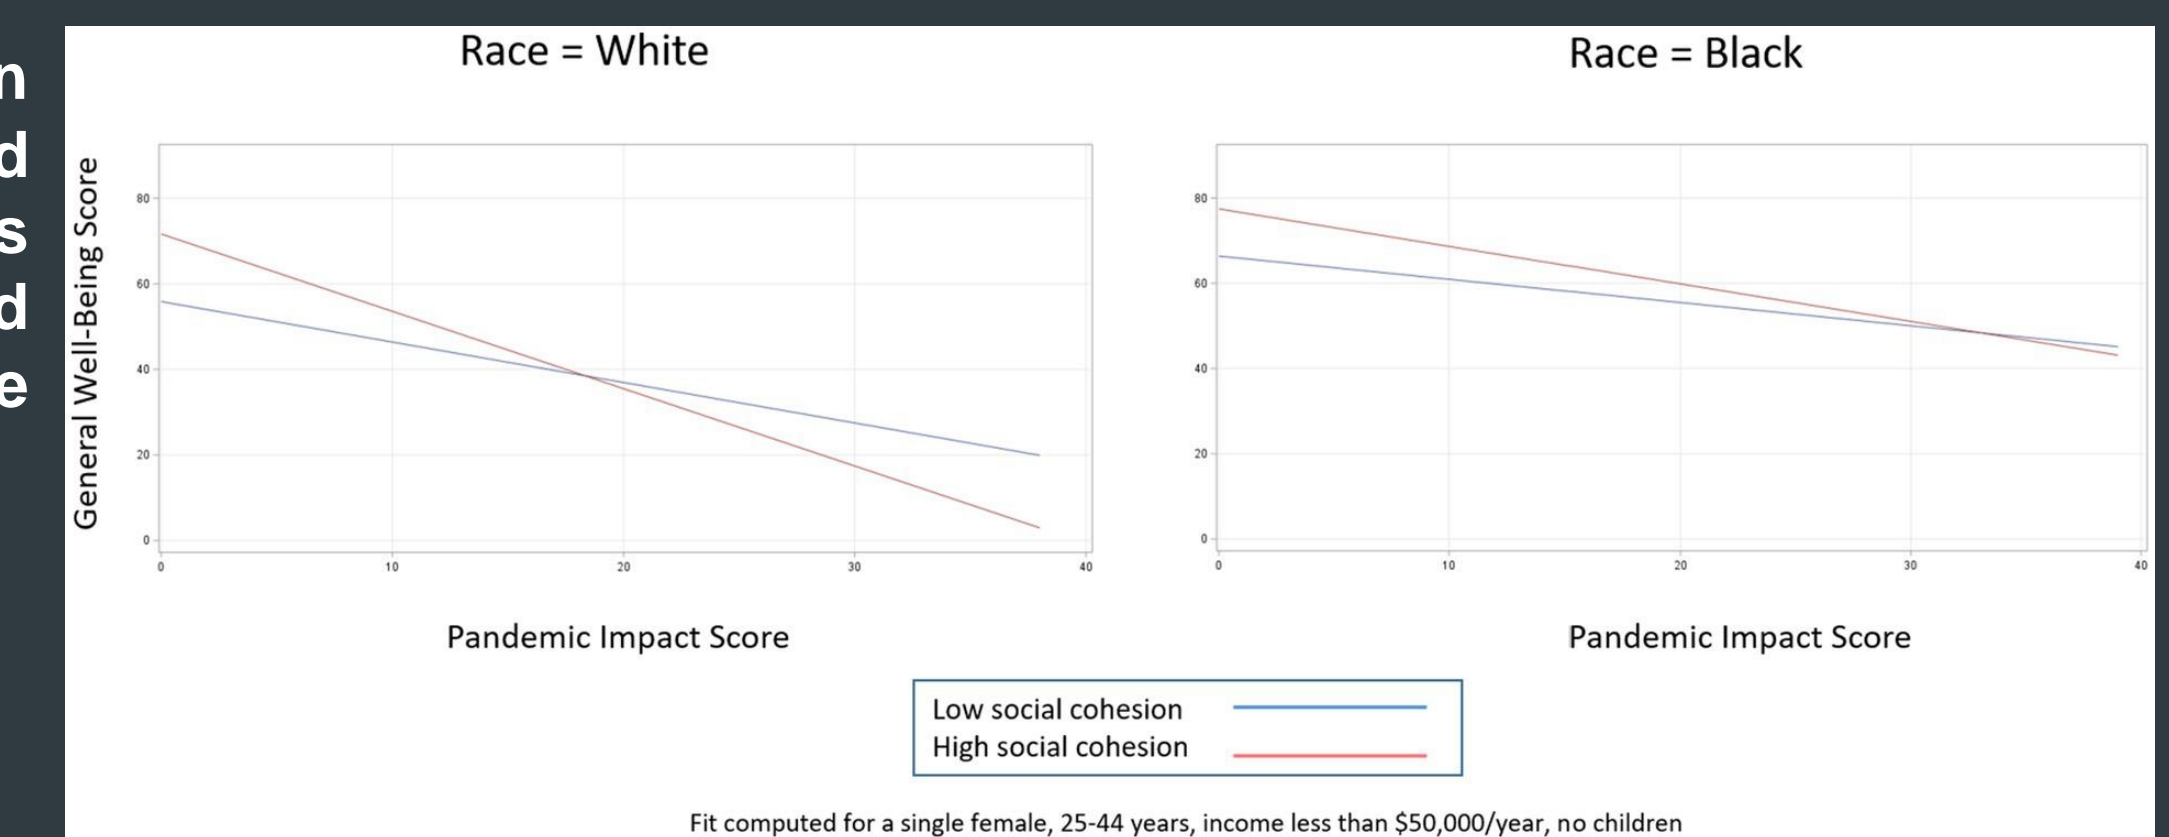 n
d
s
d
e
Race = White
Race = Black
General Well-Being Score
80
60
40
20
0
0 10 20 30 40
Pandemic Impact Score
80
60
40
20
0
0 10 20 30 40
Pandemic Impact Score
Low social cohesion
High social cohesion
Fit computed for a single female, 25-44 years, income less than $50,000/year, no children